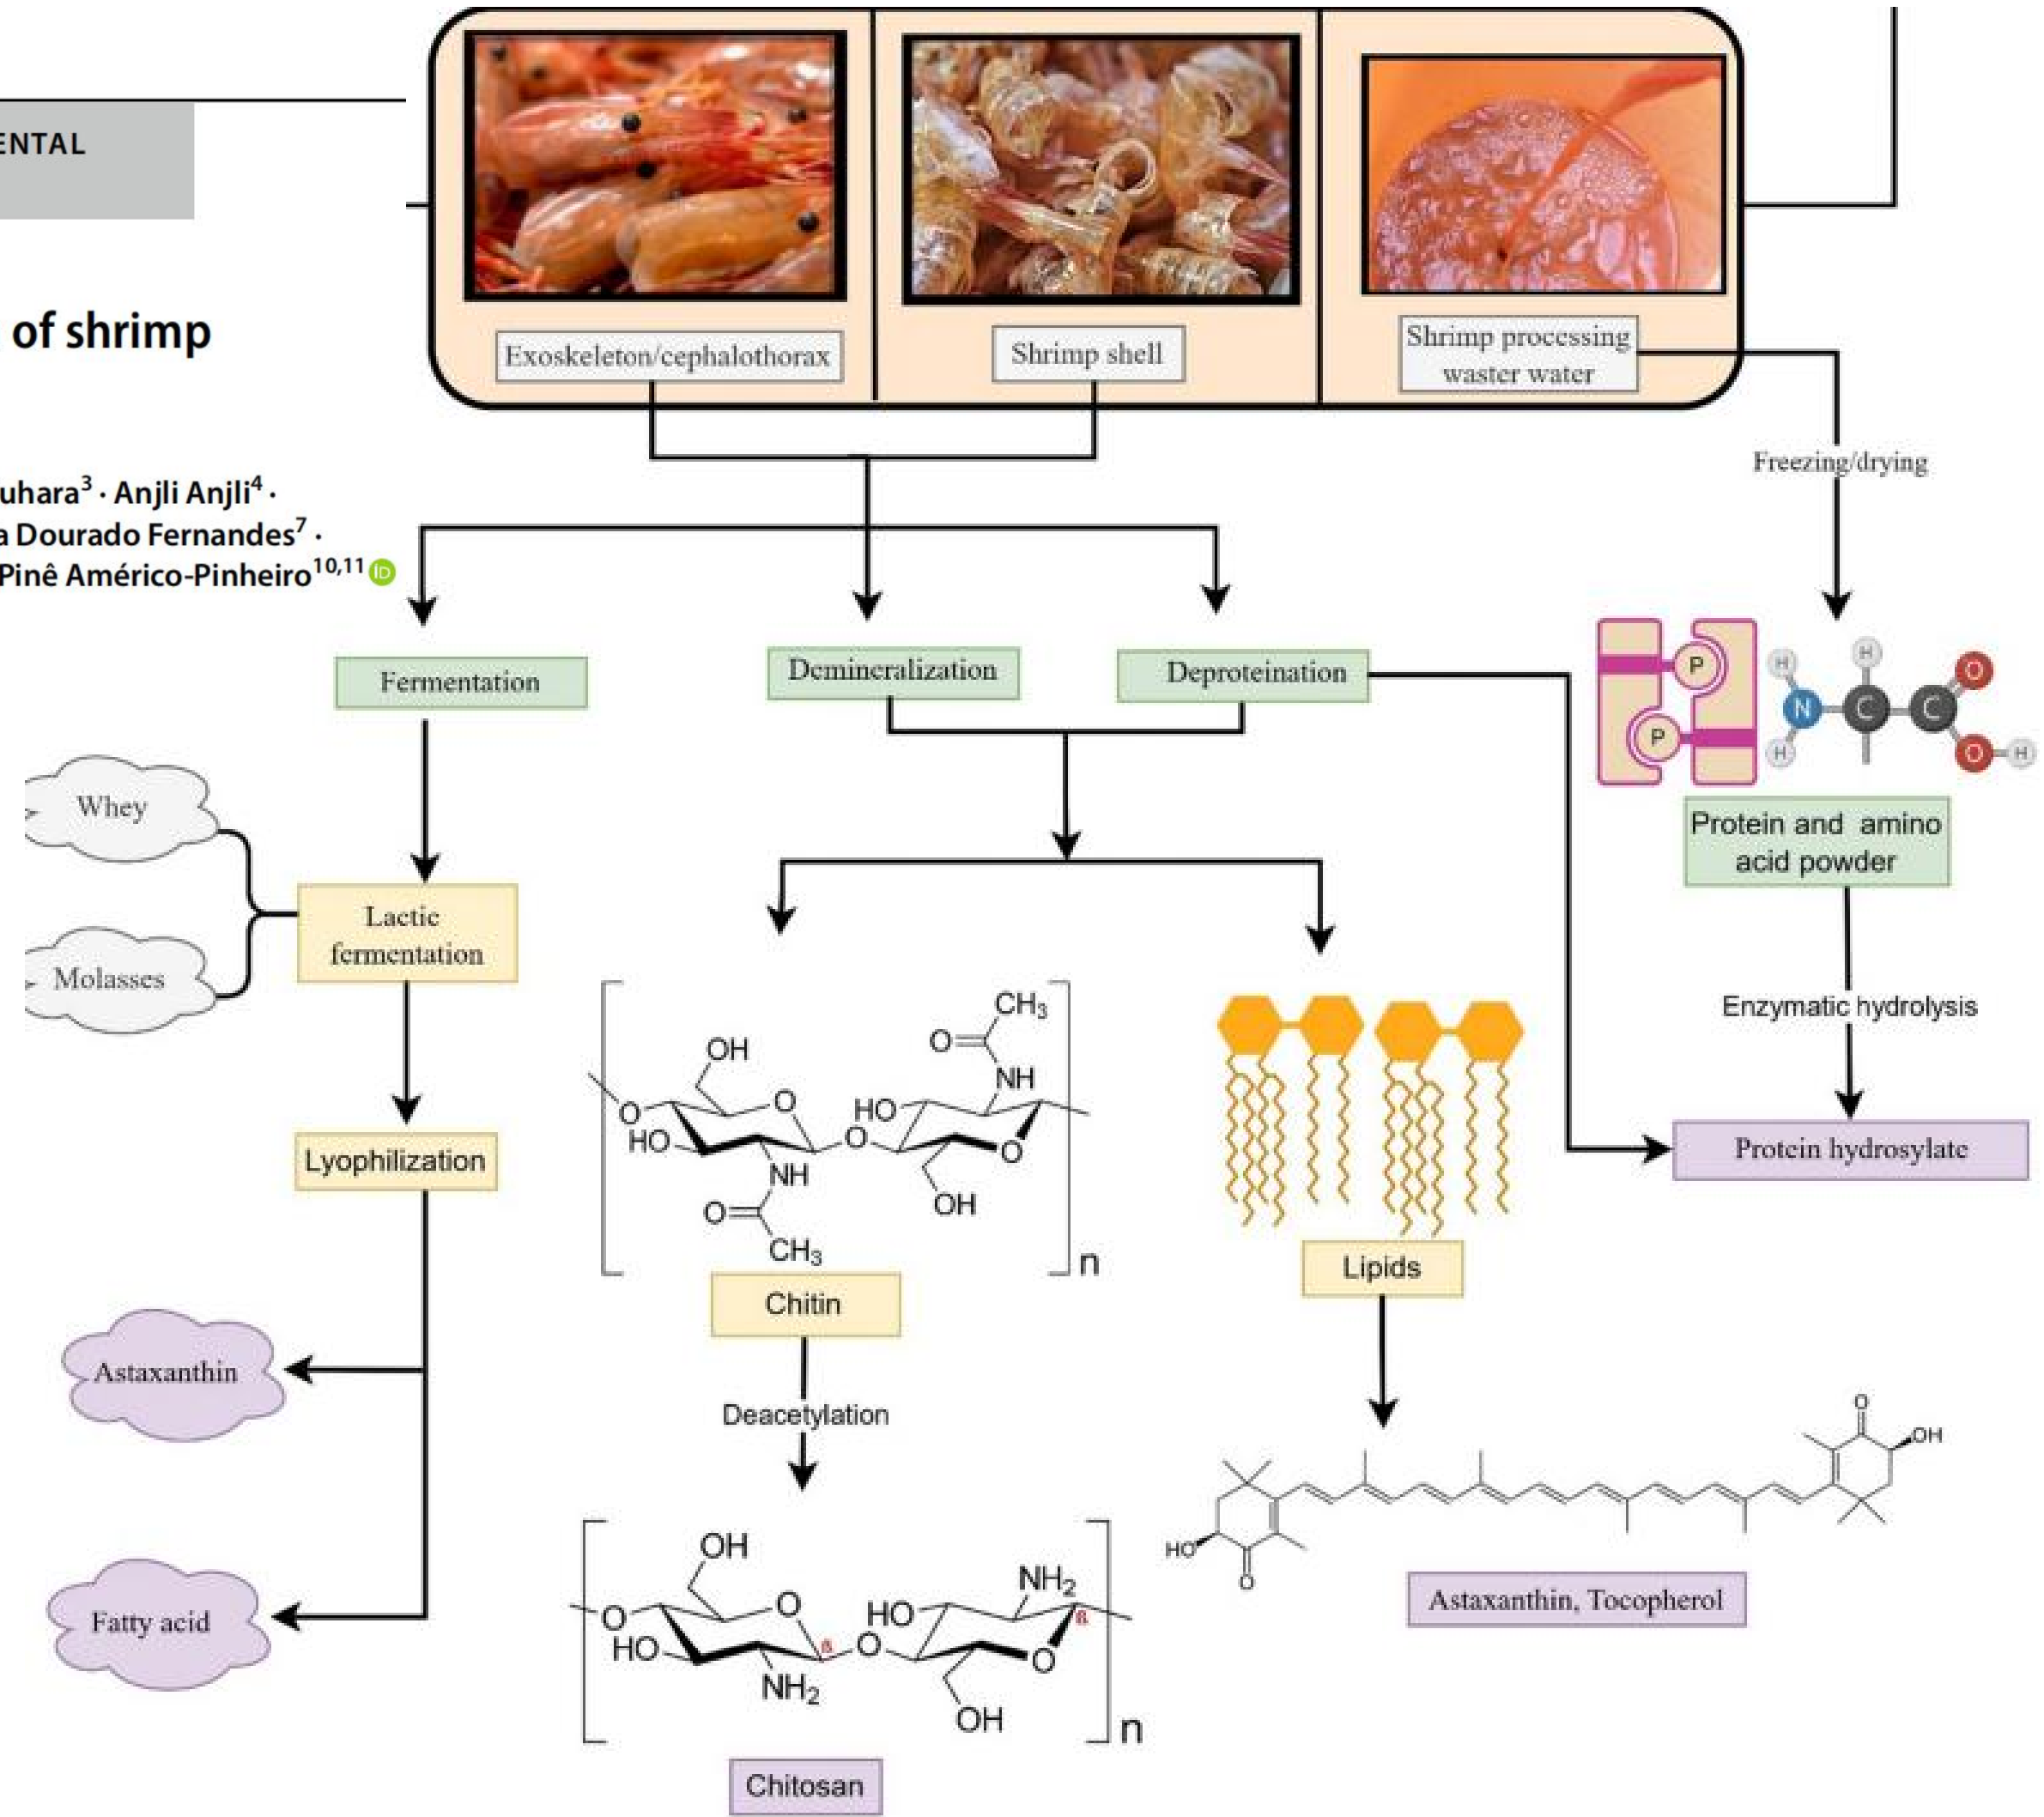 ENTAL
of shrimp
uhara3 · Anjli Anjli4 ·
a Dourado Fernandes7 ·
Pinê Américo-Pinheiro10,11 iD
Exoskeleton/cephalothorax
Shrimp shell
Shrimp processing
waster water
Freezing/drying
Fermentation
Demineralization
Deproteination
P
P
H
H
N
H
C
C
O
O
H
Protein and amino
acid powder
Whey
Molasses
Lactic
fermentation
Enzymatic hydrolysis
Lyophilization
Protein hydrosylate
OH
O
O
HO
NH
O
CH3
O
CH3
O
NH
HO
O
OH
n
Chitin
Lipids
Deacetylation
Astaxanthin
Fatty acid
O
OH
HO
O
Astaxanthin, Tocopherol
OH
O
O
HO
NH2
ß
O
HO
NH2
ß
O
OH
n
Chitosan